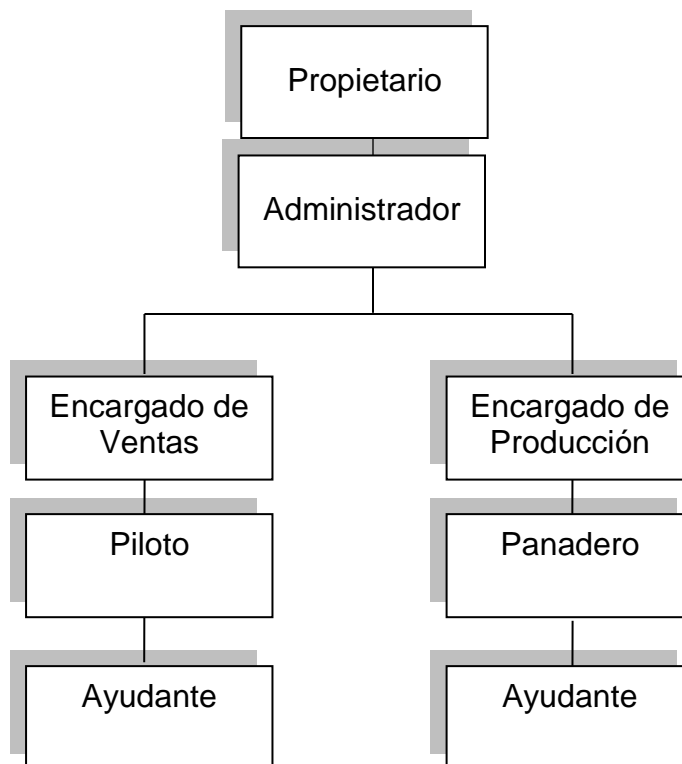 Propietario
Administrador
Encargado de
Ventas
Encargado de
Producción
Piloto
Panadero
Ayudante
Ayudante